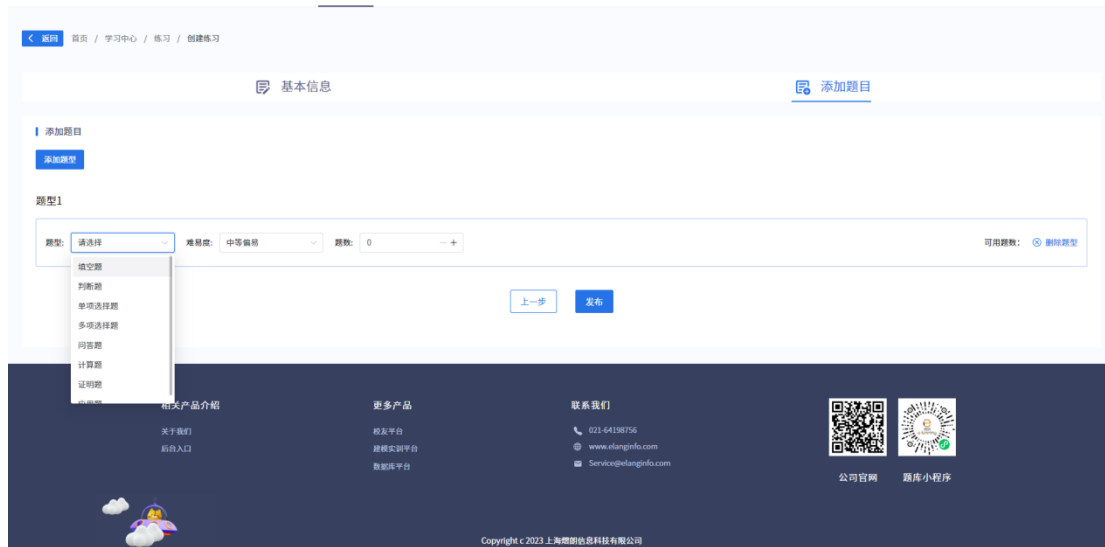 返回 首页 / 学习中心 / 练习 / 创建练习
基本信息 添加题目
添加题目
添加题型
题型1
题型: 请选择 难易度: 中等偏易 题数: 0 - + 可用题数: 删除题型
填空题
判断题
单项选择题
多项选择题
问答题
计算题
证明题
上一步 发布
相关产品介绍 更多产品 联系我们
关于我们 校友平台 021-64198756
后台入口 建模实训平台 www.elanginfo.com
数据库平台 Service@elanginfo.com
公司官网 题库小程序
Copyright c 2023 上海熠朗信息科技有限公司